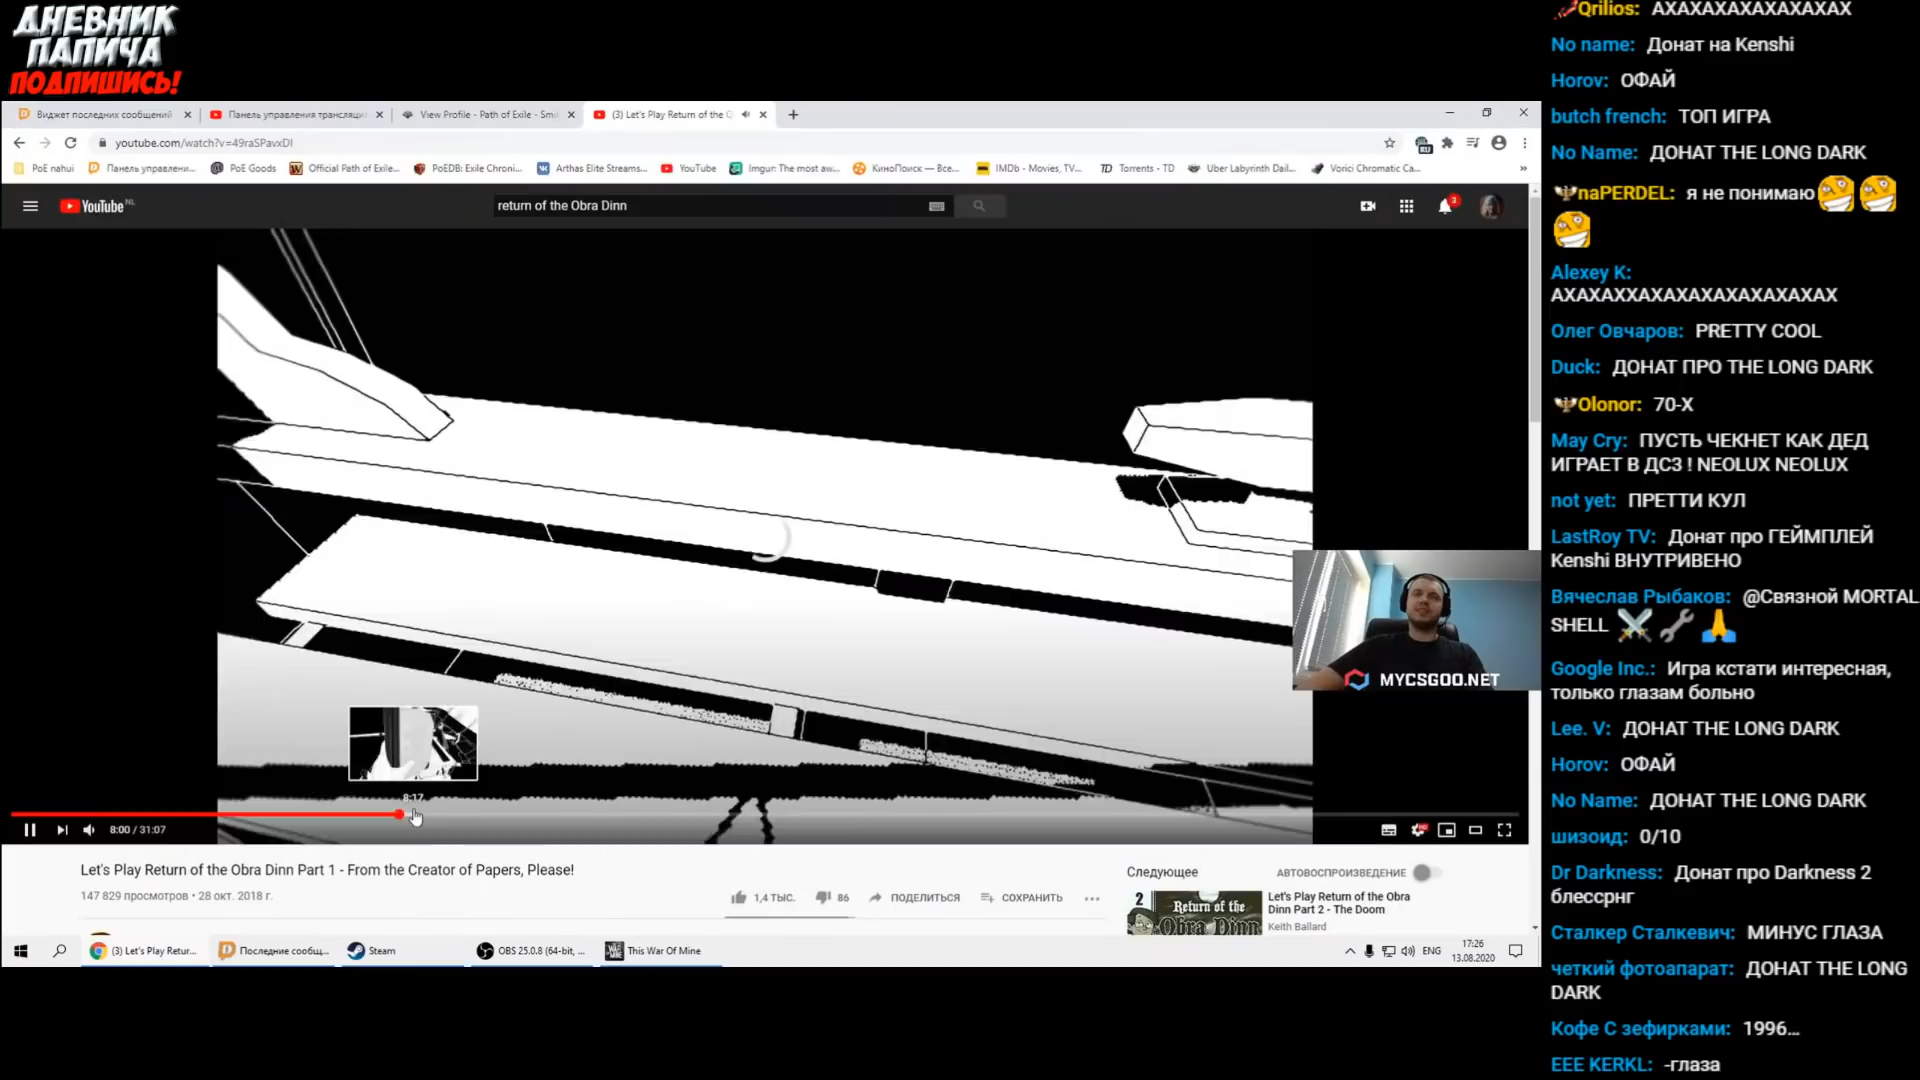 ДНЕВНИК
ПАПИЧА
ПОДПИШИСЬ!
Виджет последних сообщений
Панель управления трансляци
View Profile - Path of Exile - Smi
(3) Let's Play Return of the O
youtube.com/watch?v=49raSPavxDI
PoE nahui
Панель управлени...
PoE Goods
Official Path of Exile...
PoEDB: Exile Chroni...
Arthas Elite Streams...
YouTube
Imgur: The most aw...
КиноПоиск — Все...
IMDb - Movies, TV...
TD Torrents - TD
Uber Labyrinth Dail...
Vorici Chromatic Ca...
YouTube NL
return of the Obra Dinn
3
8:17
8:00 / 31:07
MYCSGOO.NET
Let's Play Return of the Obra Dinn Part 1 - From the Creator of Papers, Please!
147 829 просмотров • 28 окт. 2018 г.
1,4 ТЫС.
86
ПОДЕЛИТЬСЯ
СОХРАНИТЬ
Следующее
АВТОВОСПРОИЗВЕДЕНИЕ
2
Return of the
Obra Dinn
Let's Play Return of the Obra
Dinn Part 2 - The Doom
Keith Ballard
(3) Let's Play Retur...
Последние сообщ...
Steam
OBS 25.0.8 (64-bit, ...
This War Of Mine
ENG
17:26
13.08.2020
Qrilios: АХАХАХАХАХАХАХАХ
No name: Донат на Kenshi
Horov: ОФАЙ
butch french: ТОП ИГРА
No Name: ДОНАТ THE LONG DARK
naPERDEL: я не понимаю
Alexey K:
АХАХАХХАХАХАХАХАХАХАХ
Олег Овчаров: PRETTY COOL
Duck: ДОНАТ ПРО THE LONG DARK
Olonor: 70-X
May Cry: ПУСТЬ ЧЕКНЕТ КАК ДЕД
ИГРАЕТ В ДС3 ! NEOLUX NEOLUX
not yet: ПРЕТТИ КУЛ
LastRoy TV: Донат про ГЕЙМПЛЕЙ
Kenshi ВНУТРИВЕНО
Вячеслав Рыбаков: @Связной MORTAL
SHELL
Google Inc.: Игра кстати интересная,
только глазам больно
Lee. V: ДОНАТ THE LONG DARK
Horov: ОФАЙ
No Name: ДОНАТ THE LONG DARK
шизоид: 0/10
Dr Darkness: Донат про Darkness 2
блессрнг
Сталкер Сталкевич: МИНУС ГЛАЗА
четкий фотоапарат: ДОНАТ THE LONG
DARK
Кофе С зефирками: 1996...
EEE KERKL: -глаза